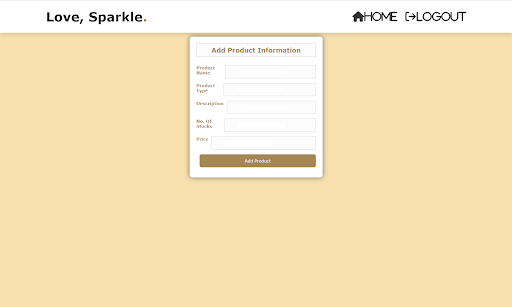 Love, Sparkle.
HOME LOGOUT
Add Product Information
Product
Name
Product
Type
Description
No. Of
Stocks
Price
Add Product